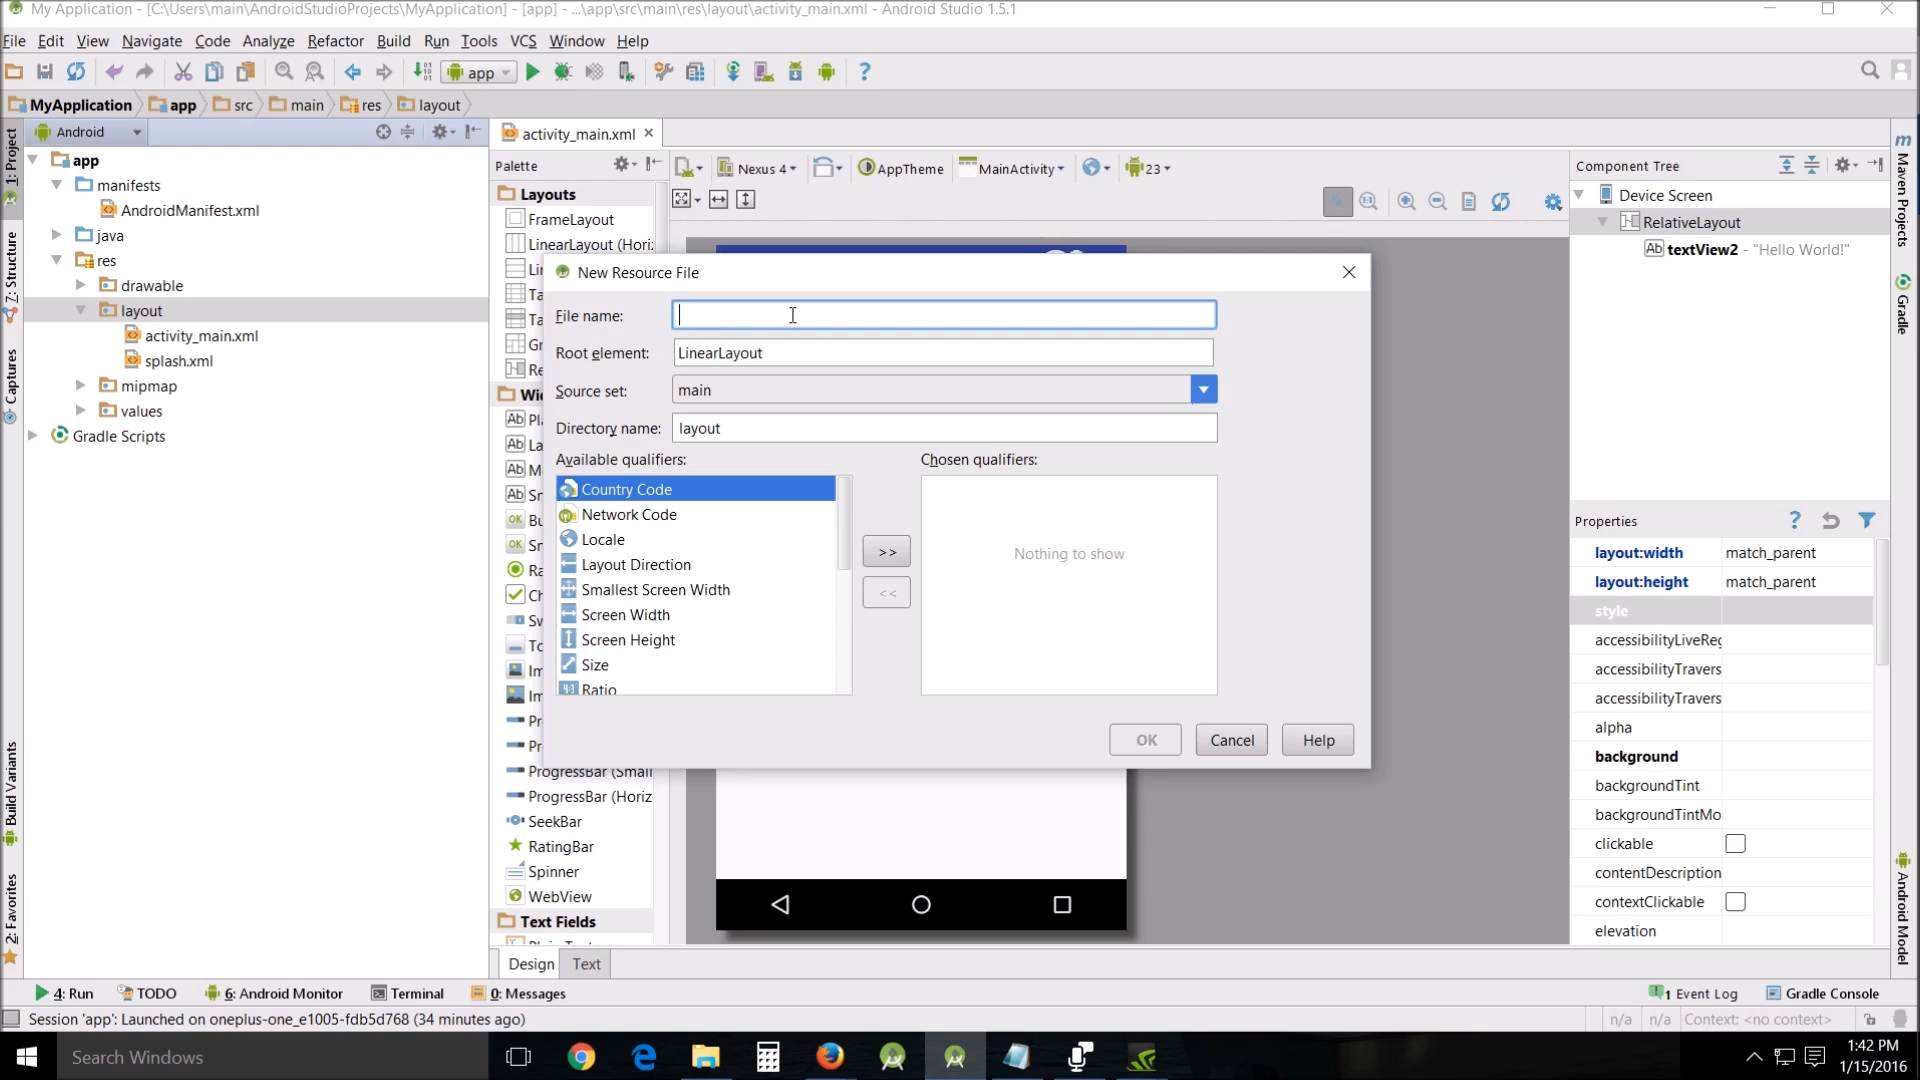 My Application - [C:\Users\main\AndroidStudioProjects\MyApplication] - [app] - ...\app\src\main\res\layout\activity_main.xml - Android Studio 1.5.1
File Edit View Navigate Code Analyze Refactor Build Run Tools VCS Window Help
app
MyApplication app src main res layout
1: Project
7: Structure
Captures
Build Variants
2: Favorites
Android
app
manifests
AndroidManifest.xml
java
res
drawable
layout
activity_main.xml
splash.xml
mipmap
values
Gradle Scripts
activity_main.xml
Palette
Layouts
FrameLayout
LinearLayout (Hori:
Wi
ProgressBar (Small
ProgressBar (Horiz
SeekBar
RatingBar
Spinner
WebView
Text Fields
Nexus 4 AppTheme MainActivity 23
New Resource File
File name:
Root element: LinearLayout
Source set: main
Directory name: layout
Available qualifiers:
Country Code
Network Code
Locale
Layout Direction
Smallest Screen Width
Screen Width
Screen Height
Size
Ratio
>>
<<
Chosen qualifiers:
Nothing to show
OK Cancel Help
Component Tree
Device Screen
RelativeLayout
textView2 - "Hello World!"
Properties
layout:width match_parent
layout:height match_parent
style
accessibilityLiveReg
accessibilityTravers
accessibilityTravers
alpha
background
backgroundTint
backgroundTintMo
clickable
contentDescription
contextClickable
elevation
Maven Projects
Gradle
Android Model
Design Text
4: Run TODO 6: Android Monitor Terminal 0: Messages
1 Event Log Gradle Console
Session 'app': Launched on oneplus-one_e1005-fdb5d768 (34 minutes ago)
n/a n/a Context: <no context>
Search Windows
1:42 PM
1/15/2016